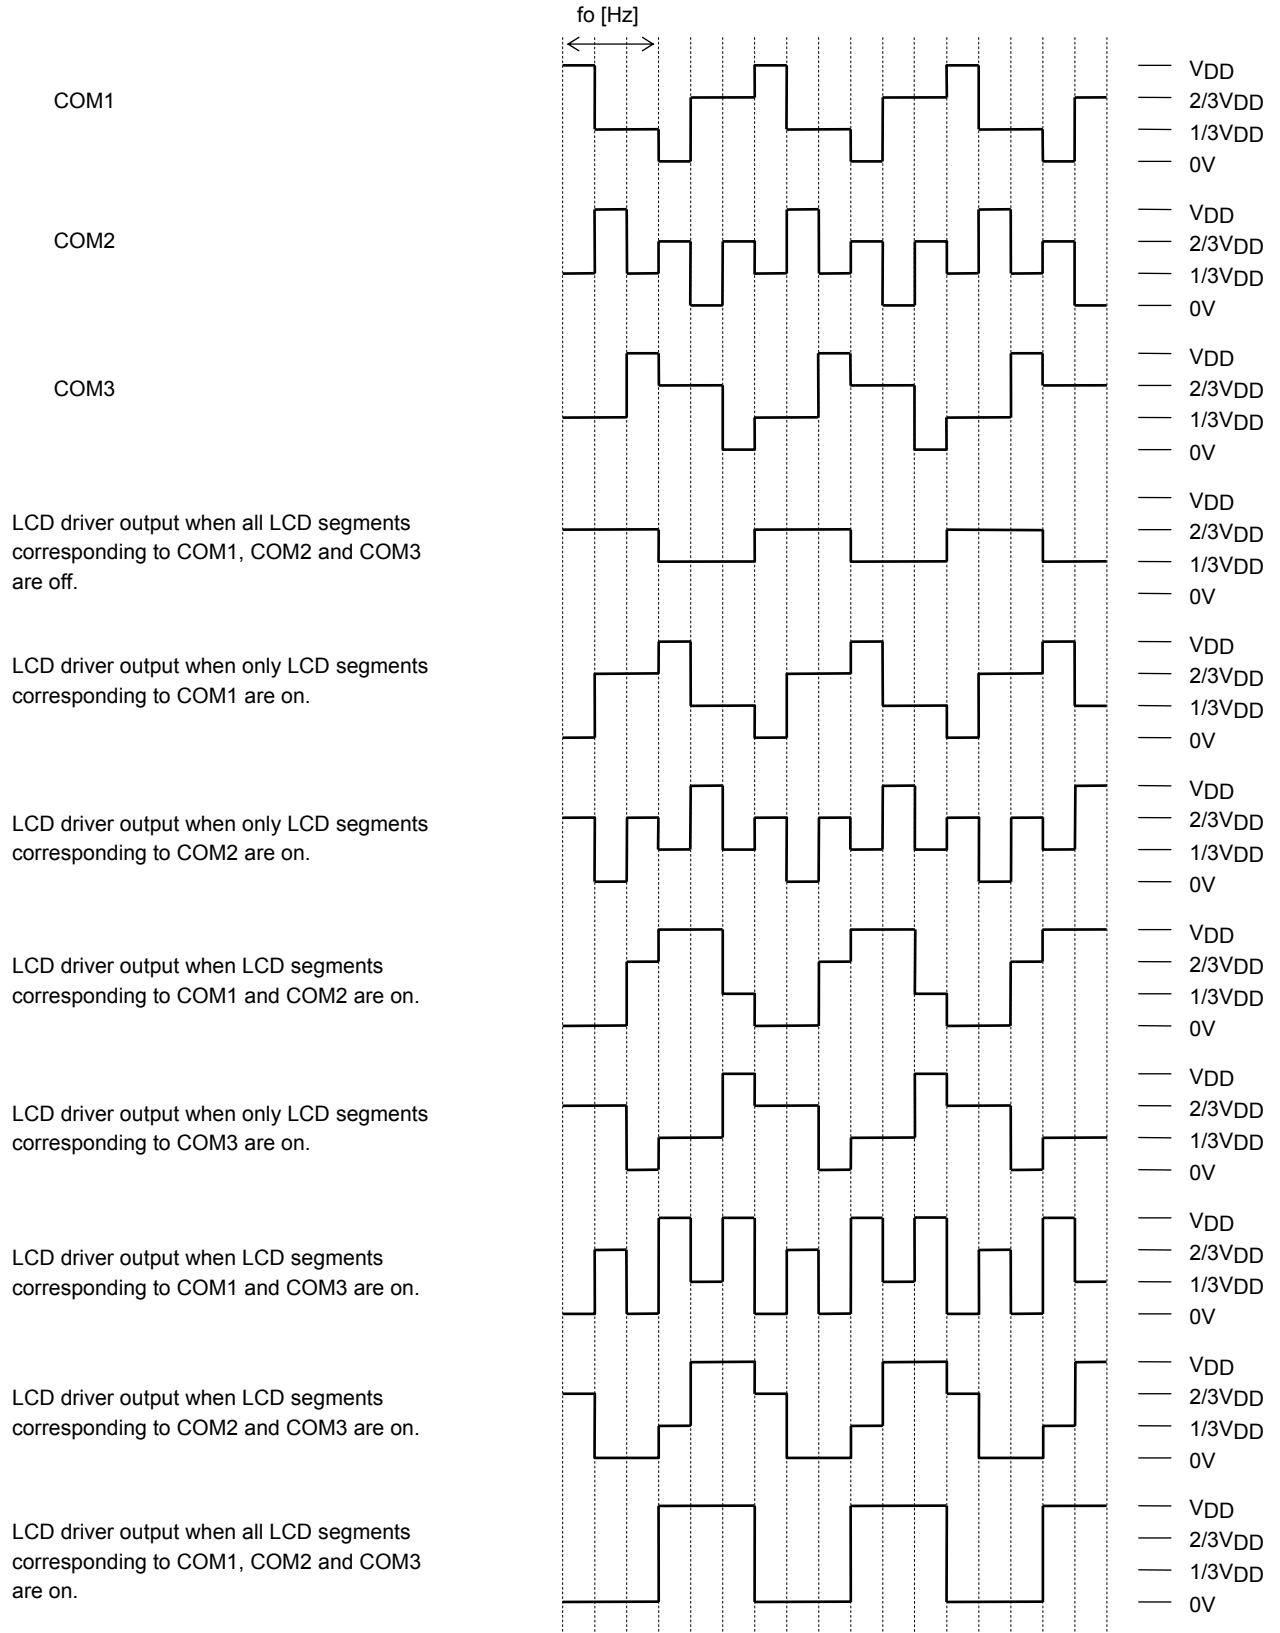 fo [Hz]
COM1
VDD
2/3VDD
1/3VDD
0V
COM2
VDD
2/3VDD
1/3VDD
0V
COM3
VDD
2/3VDD
1/3VDD
0V
LCD driver output when all LCD segments
corresponding to COM1, COM2 and COM3
are off.
VDD
2/3VDD
1/3VDD
0V
LCD driver output when only LCD segments
corresponding to COM1 are on.
VDD
2/3VDD
1/3VDD
0V
LCD driver output when only LCD segments
corresponding to COM2 are on.
VDD
2/3VDD
1/3VDD
0V
LCD driver output when LCD segments
corresponding to COM1 and COM2 are on.
VDD
2/3VDD
1/3VDD
0V
LCD driver output when only LCD segments
corresponding to COM3 are on.
VDD
2/3VDD
1/3VDD
0V
LCD driver output when LCD segments
corresponding to COM1 and COM3 are on.
VDD
2/3VDD
1/3VDD
0V
LCD driver output when LCD segments
corresponding to COM2 and COM3 are on.
VDD
2/3VDD
1/3VDD
0V
LCD driver output when all LCD segments
corresponding to COM1, COM2 and COM3
are on.
VDD
2/3VDD
1/3VDD
0V